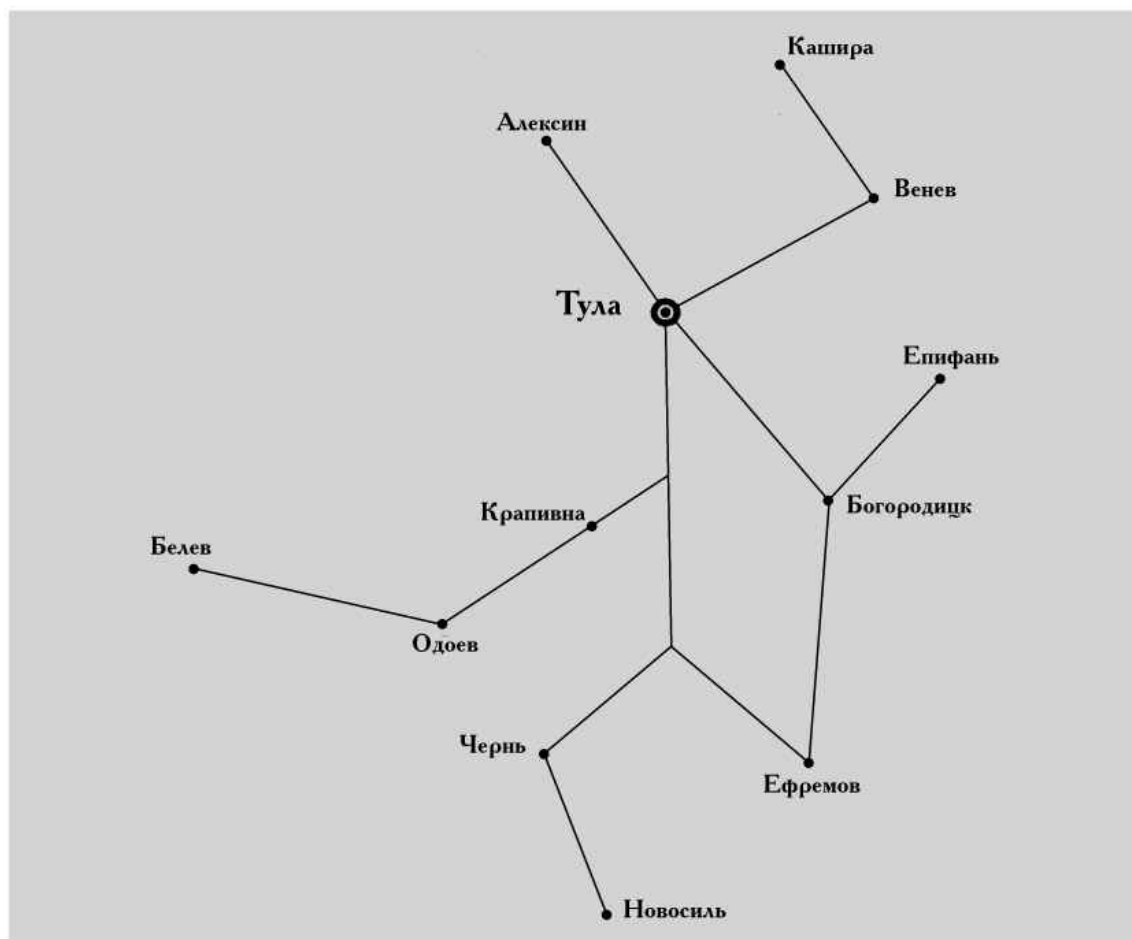 Кашира
Алексин
Венев
Тула
Епифань
Богородицк
Крапивна
Белев
Одоев
Чернь
Ефремов
Новосиль